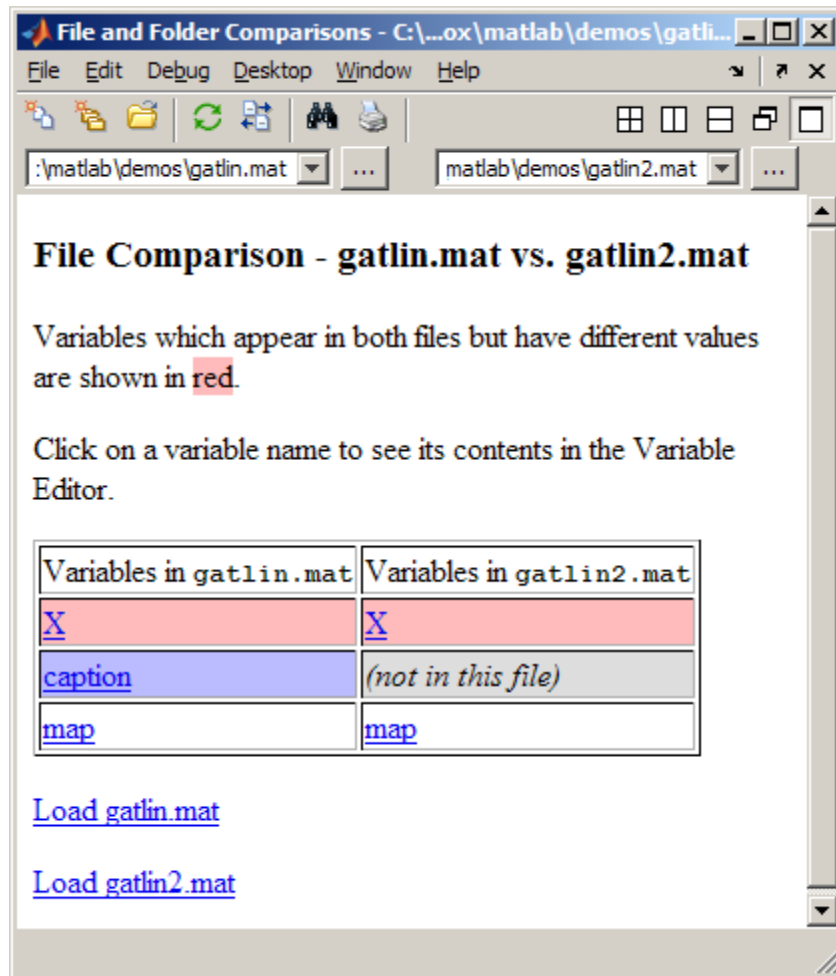 File and Folder Comparisons - C:\...ox\matlab\demos\gatli...
File Edit Debug Desktop Window Help
:\matlab\demos\gatlin.mat ... matlab\demos\gatlin2.mat ...
File Comparison - gatlin.mat vs. gatlin2.mat
Variables which appear in both files but have different values
are shown in red.
Click on a variable name to see its contents in the Variable
Editor.
Variables in gatlin.mat Variables in gatlin2.mat
X X
caption (not in this file)
map map
Load gatlin.mat
Load gatlin2.mat